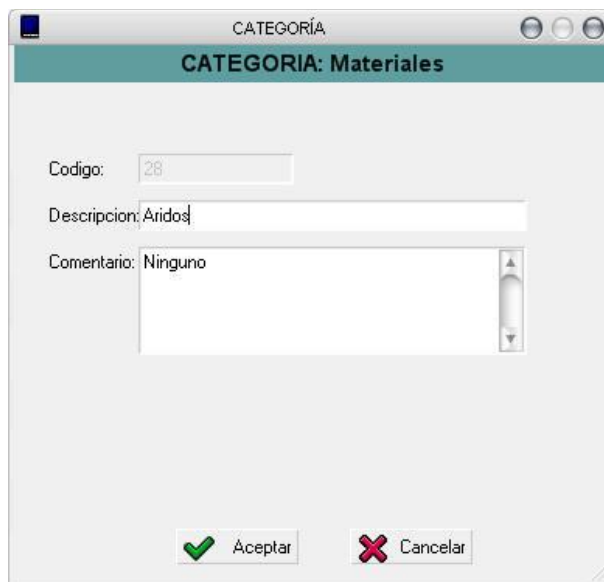 CATEGORÍA
CATEGORIA: Materiales
Codigo: 28
Descripcion: Aridos
Comentario: Ninguno
Aceptar Cancelar